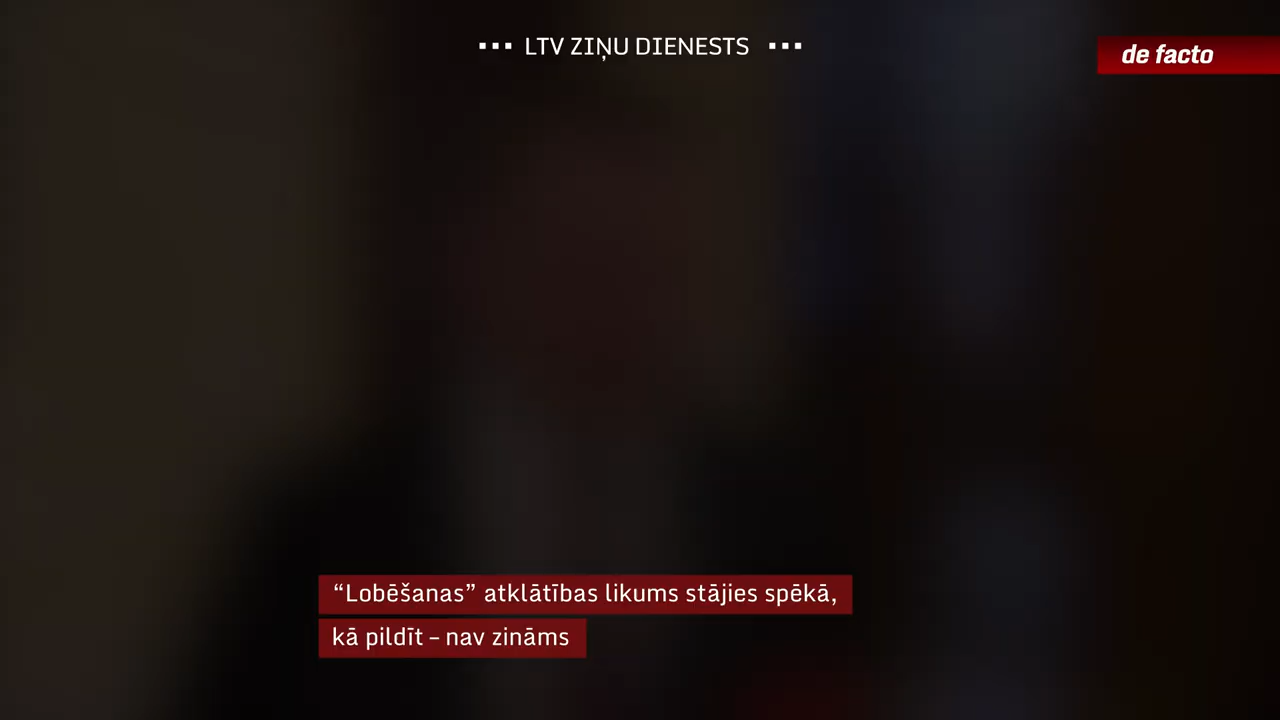 LTV ZIŅU DIENESTS
de facto
“Lobēšanas” atklātības likums stājies spēkā,
kā pildīt – nav zināms